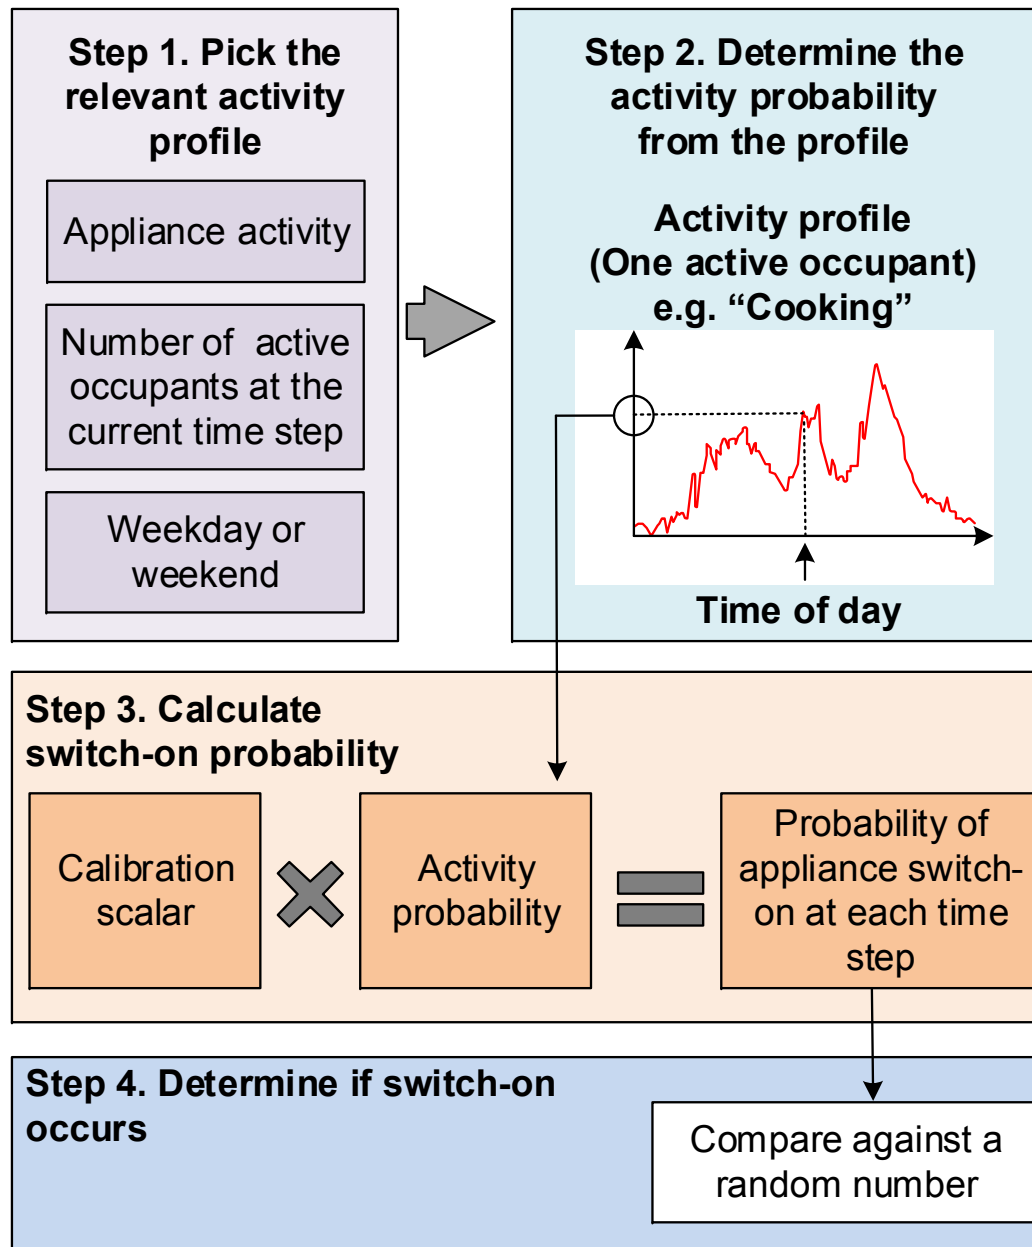 Step 1. Pick the
relevant activity
profile
Appliance activity
Number of  active
occupants at the
current time step
Weekday or
weekend
Step 2. Determine the
activity probability
from the profile
Activity profile
(One active occupant)
e.g. “Cooking”
Time of day
Step 3. Calculate
switch-on probability
Calibration
scalar
Activity
probability
Probability of
appliance switch-
on at each time
step
Step 4. Determine if switch-on
occurs
Compare against a
random number